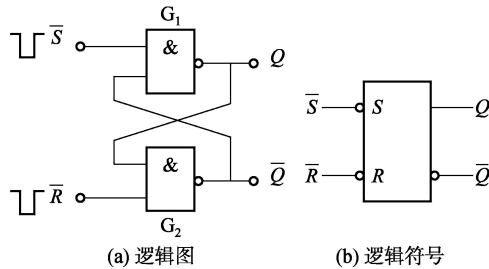 G₁
S̅ & Q
& Q̅
R̅
G₂
(a) 逻辑图
S̅ S Q
R̅ R Q̅
(b) 逻辑符号